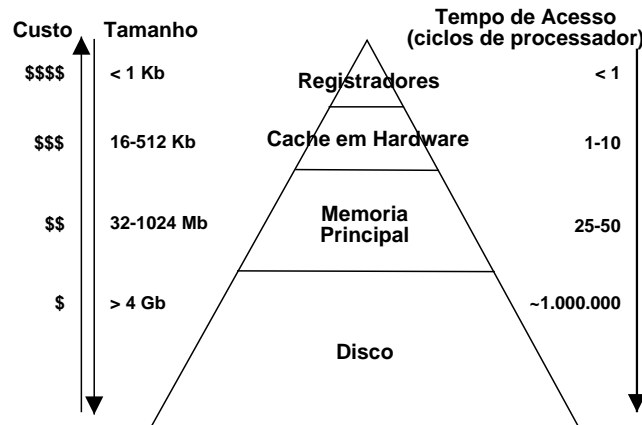 Custo
Tamanho
Tempo de Acesso
(ciclos de processador)
$$$$
< 1 Kb
Registradores
< 1
$$$
16-512 Kb
Cache em Hardware
1-10
$$
32-1024 Mb
Memoria
Principal
25-50
$
> 4 Gb
~1.000.000
Disco